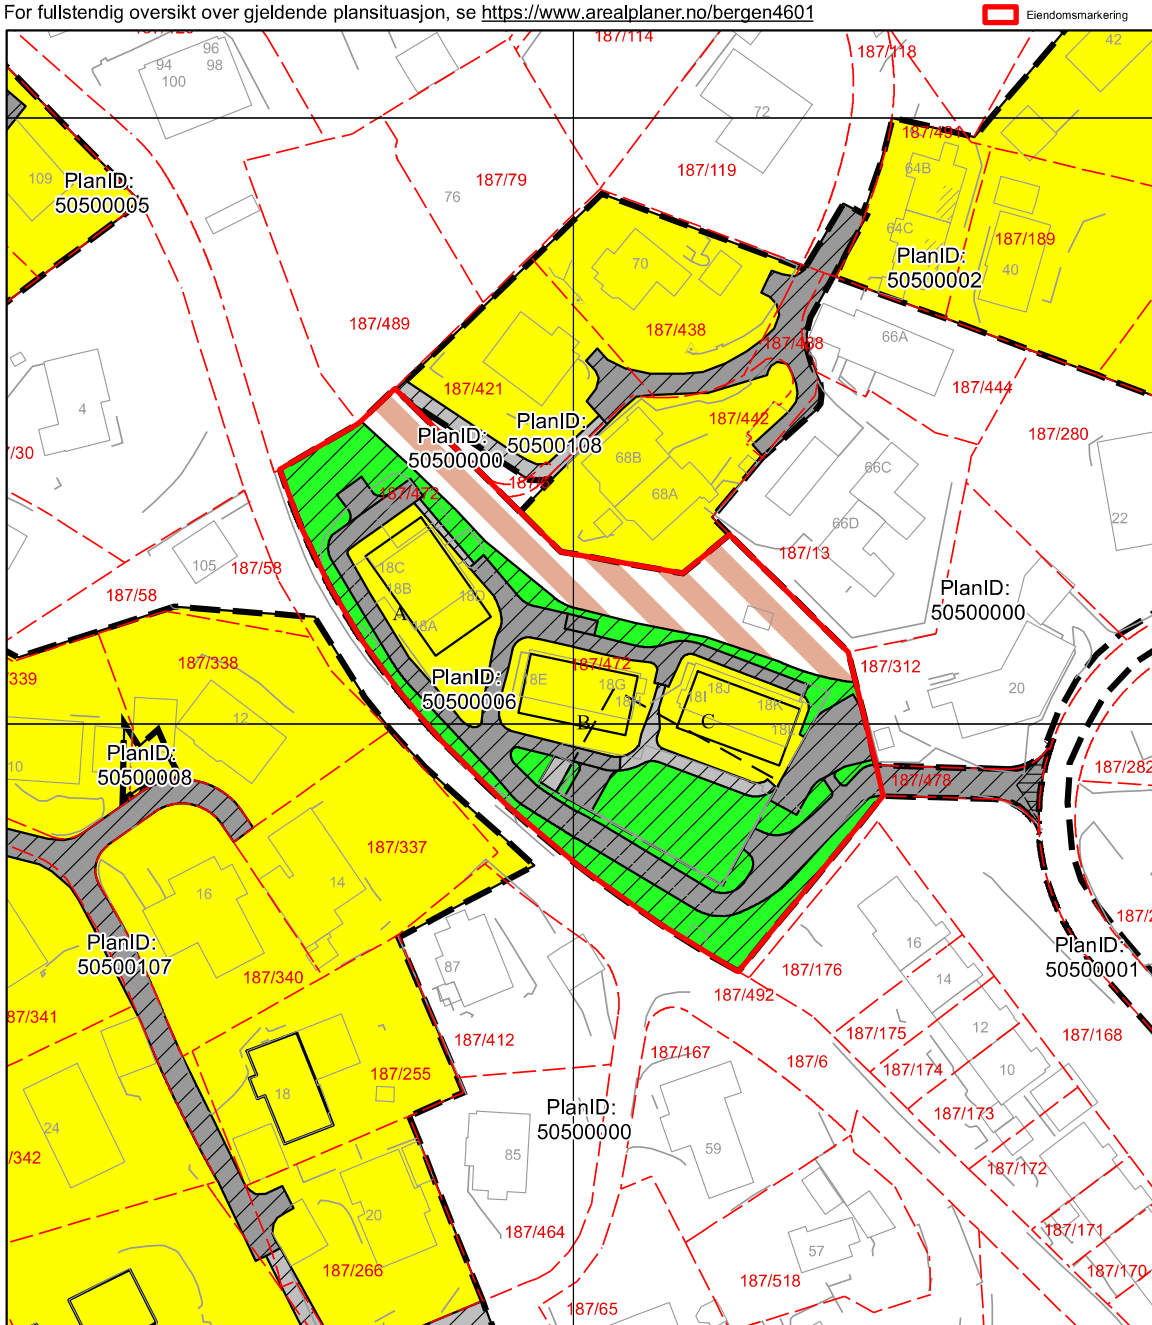 For fullstendig oversikt over gjeldende plansituasjon, se https://www.arealplaner.no/bergen4601
Eiendomsmarkering
187/114
187/118
42
96
94
98
100
72
187/491
64B
109
PlanID:
50500005
187/79
187/119
76
64C
187/189
PlanID:
50500002
40
70
187/489
187/438
187/488
66A
4
187/421
187/444
187/442
187/280
/30
PlanID:
50500000
PlanID:
50500108
68B
66C
187/472
68A
66D
22
187/13
105
187/58
187/58
18C
18B
18D
A
18A
PlanID:
50500000
187/338
187/472
187/312
339
PlanID:
50500006
18E
18G
18H
18I
18J
18K
20
12
B
C
PlanID:
50500008
10
187/478
187/282
187/337
16
14
PlanID:
50500107
187/340
87
187/176
16
PlanID:
50500001
14
187/492
87/341
187/412
187/167
187/6
187/175
12
187/168
187/174
10
187/255
18
187/173
PlanID:
50500000
24
85
59
/342
187/172
20
187/464
187/171
57
187/266
187/518
187/170
187/65